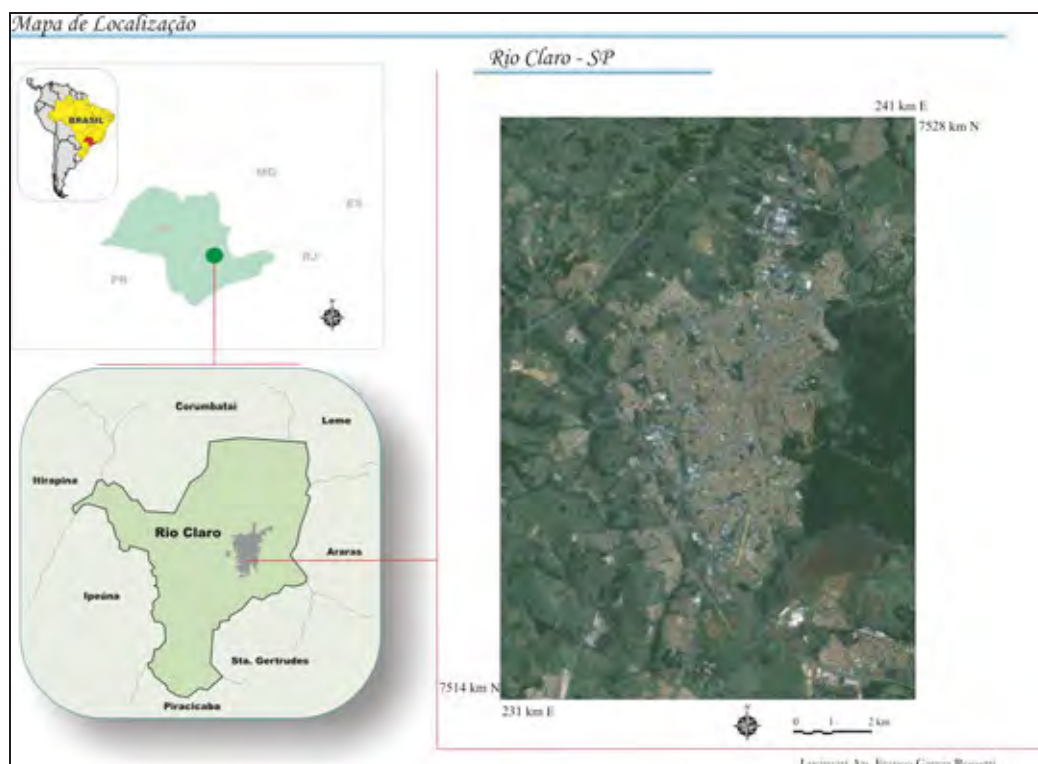 Mapa de Localização
Rio Claro - SP
241 km E
7528 km N
BRASIL
MG
ES
RJ
PR
Corumbataí
Leme
Itirapina
Rio Claro
Araras
Ipeúna
Sta. Gertrudes
Piracicaba
7514 km N
231 km E
N
0 1 2 km